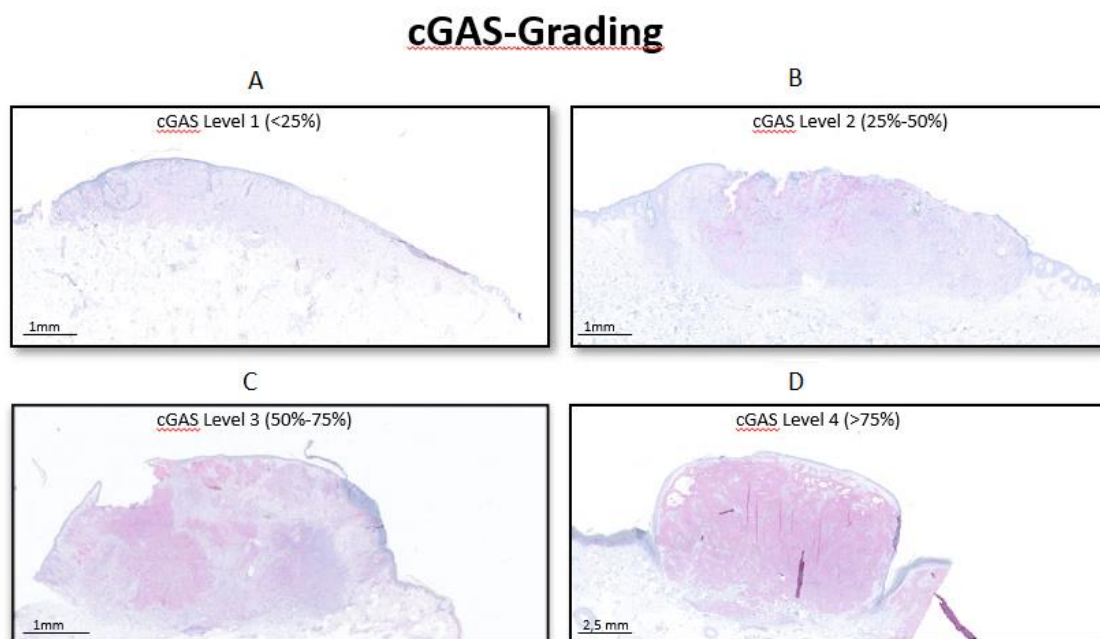 cGAS-Grading
A
B
cGAS Level 1 (<25%)
cGAS Level 2 (25%-50%)
1mm
1mm
C
D
cGAS Level 3 (50%-75%)
cGAS Level 4 (>75%)
1mm
2,5 mm